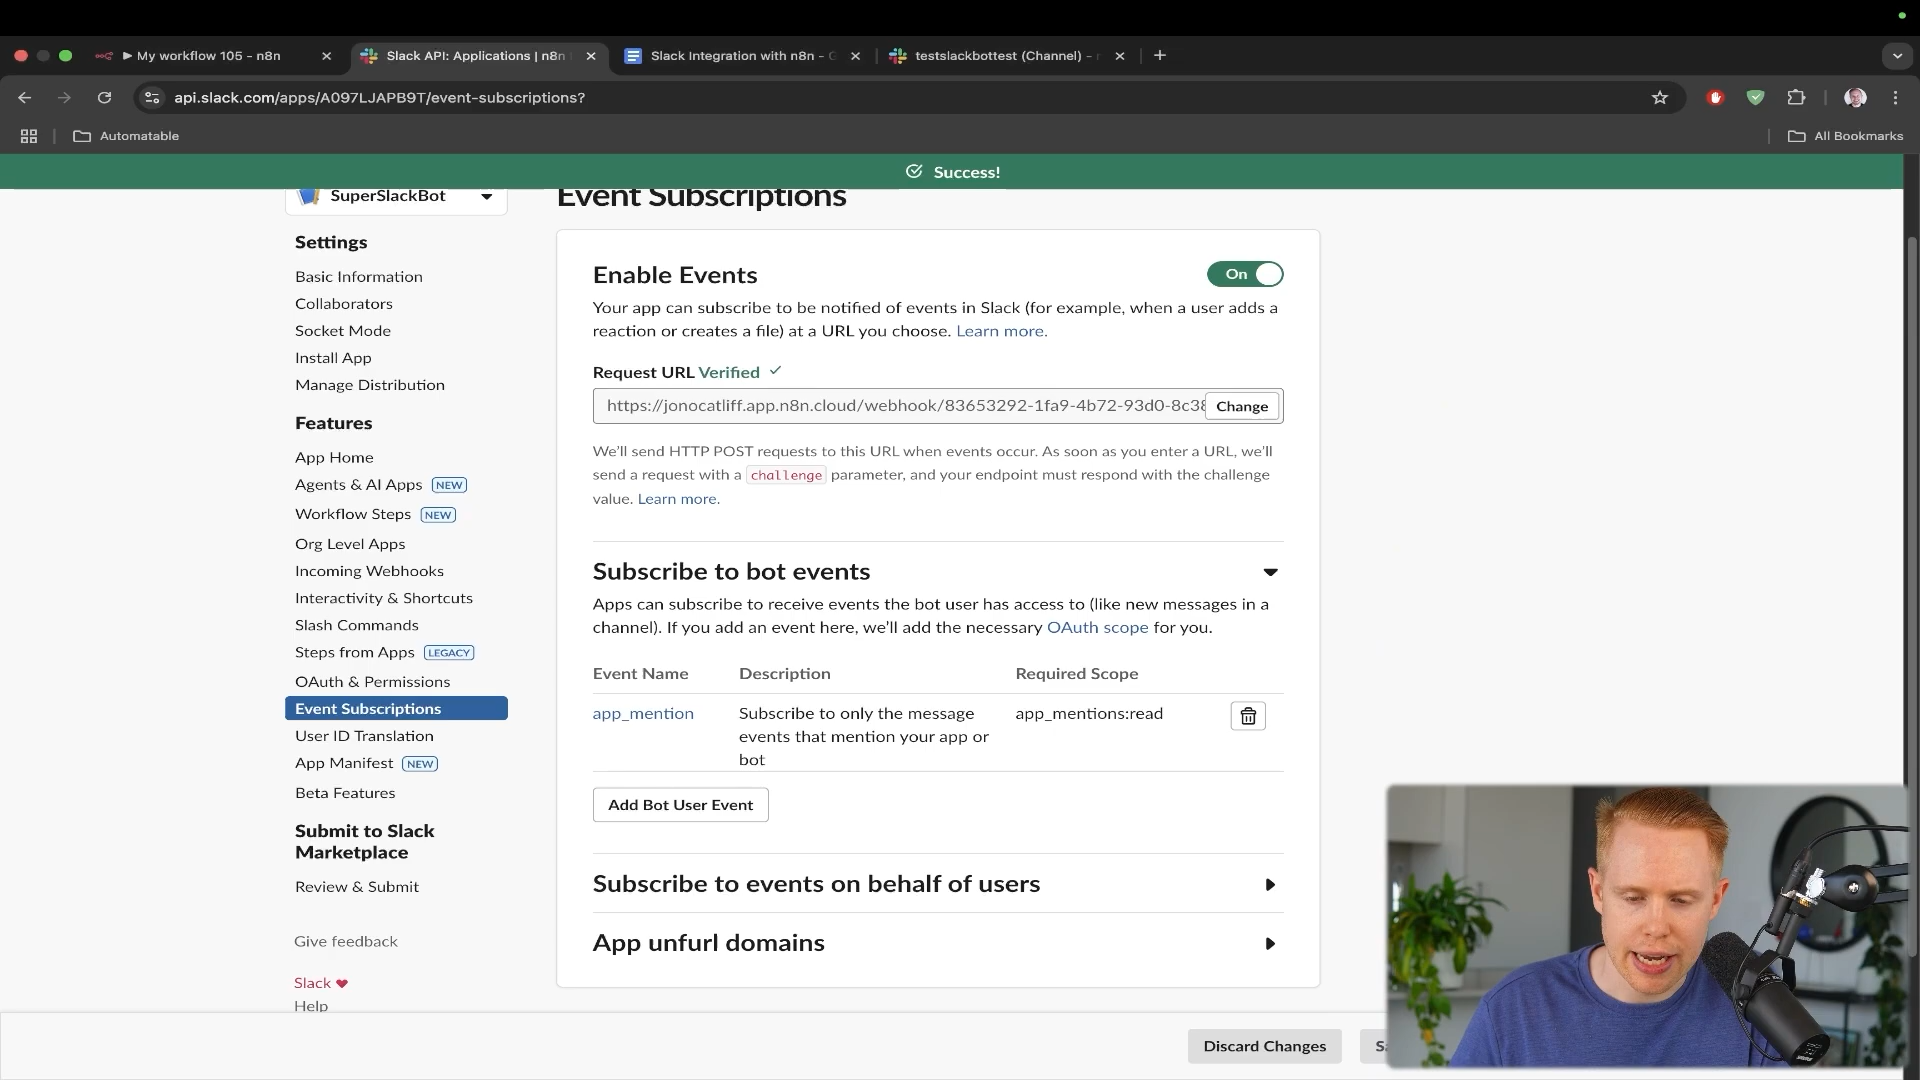 My workflow 105 - n8n
Slack API: Applications | n8n
Slack Integration with n8n - G
testslackbottest (Channel) -
api.slack.com/apps/A097LJAPB9T/event-subscriptions?
Automatable
All Bookmarks
Success!
SuperSlackBot
Settings
Basic Information
Collaborators
Socket Mode
Install App
Manage Distribution
Features
App Home
Agents & AI Apps NEW
Workflow Steps NEW
Org Level Apps
Incoming Webhooks
Interactivity & Shortcuts
Slash Commands
Steps from Apps LEGACY
OAuth & Permissions
Event Subscriptions
User ID Translation
App Manifest NEW
Beta Features
Submit to Slack
Marketplace
Review & Submit
Give feedback
Slack ♥
Help
Event Subscriptions
Enable Events
On
Your app can subscribe to be notified of events in Slack (for example, when a user adds a
reaction or creates a file) at a URL you choose. Learn more.
Request URL Verified ✓
https://jonocatliff.app.n8n.cloud/webhook/83653292-1fa9-4b72-93d0-8c38
Change
We'll send HTTP POST requests to this URL when events occur. As soon as you enter a URL, we'll
send a request with a challenge parameter, and your endpoint must respond with the challenge
value. Learn more.
Subscribe to bot events
Apps can subscribe to receive events the bot user has access to (like new messages in a
channel). If you add an event here, we'll add the necessary OAuth scope for you.
Event Name Description Required Scope
app_mention Subscribe to only the message app_mentions:read
events that mention your app or
bot
Add Bot User Event
Subscribe to events on behalf of users
App unfurl domains
Discard Changes